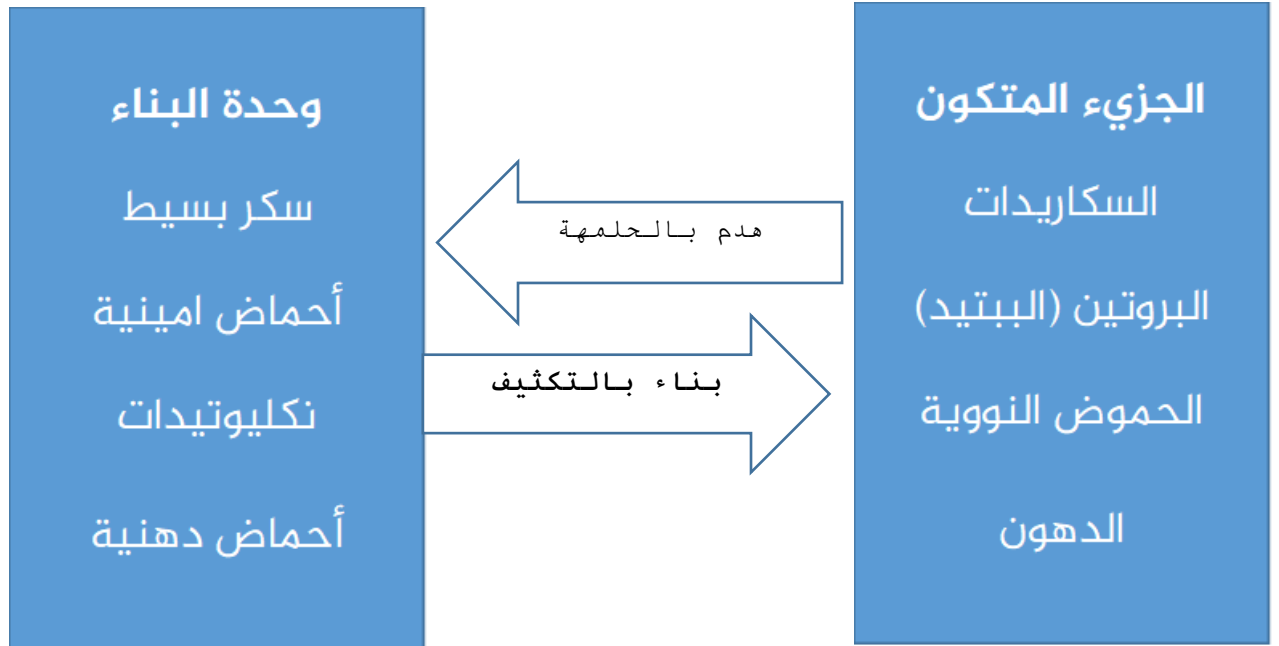 الجزيء المتكون
السكاريدات
البروتين (الببتيد)
الحموض النووية
الدهون
هدم بالحلمهة
بناء بالتكثيف
وحدة البناء
سكر بسيط
أحماض امينية
نكليوتيدات
أحماض دهنية